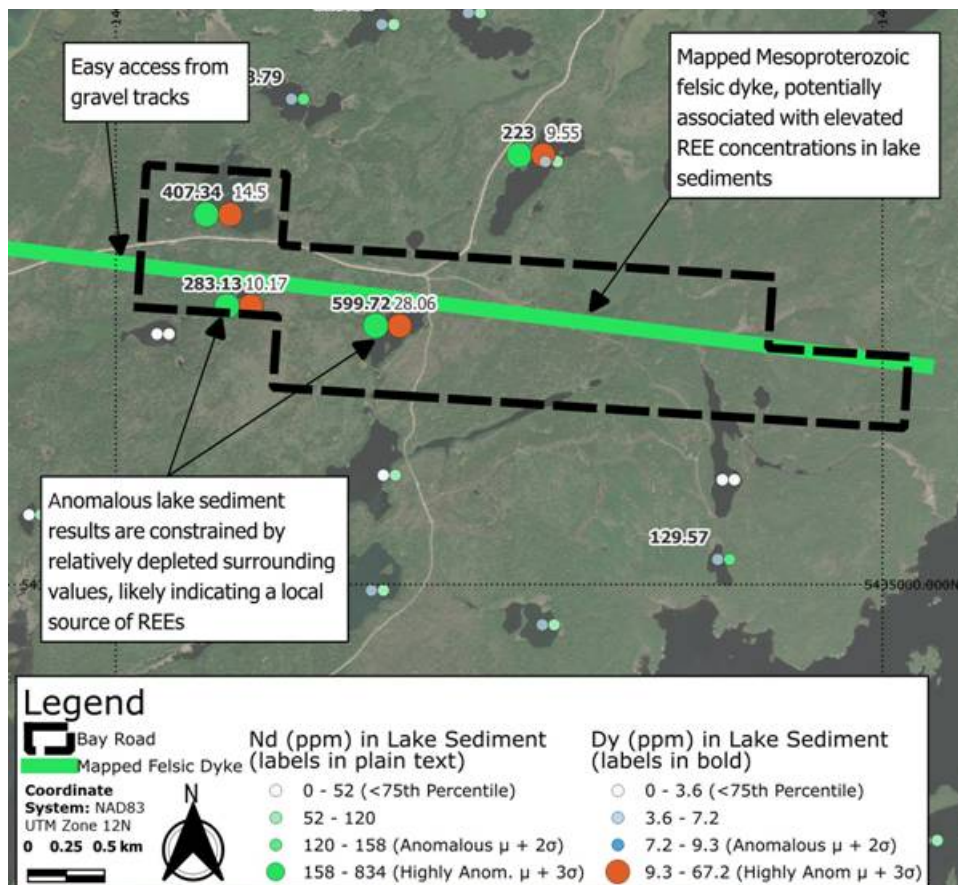 3.79
Easy access from
gravel tracks
Mapped Mesoproterozoic
felsic dyke, potentially
associated with elevated
REE concentrations in lake
sediments
223 9.55
407.34 14.5
283.13 10.17
599.72 28.06
Anomalous lake sediment
results are constrained by
relatively depleted surrounding
values, likely indicating a local
source of REEs
129.57
5435000.000N
Legend
Bay Road
Mapped Felsic Dyke
Coordinate
System: NAD83
UTM Zone 12N
0 0.25 0.5 km
N
Nd (ppm) in Lake Sediment
(labels in plain text)
0 - 52 (<75th Percentile)
52 - 120
120 - 158 (Anomalous μ + 2σ)
158 - 834 (Highly Anom. μ + 3σ)
Dy (ppm) in Lake Sediment
(labels in bold)
0 - 3.6 (<75th Percentile)
3.6 - 7.2
7.2 - 9.3 (Anomalous μ + 2σ)
9.3 - 67.2 (Highly Anom μ + 3σ)